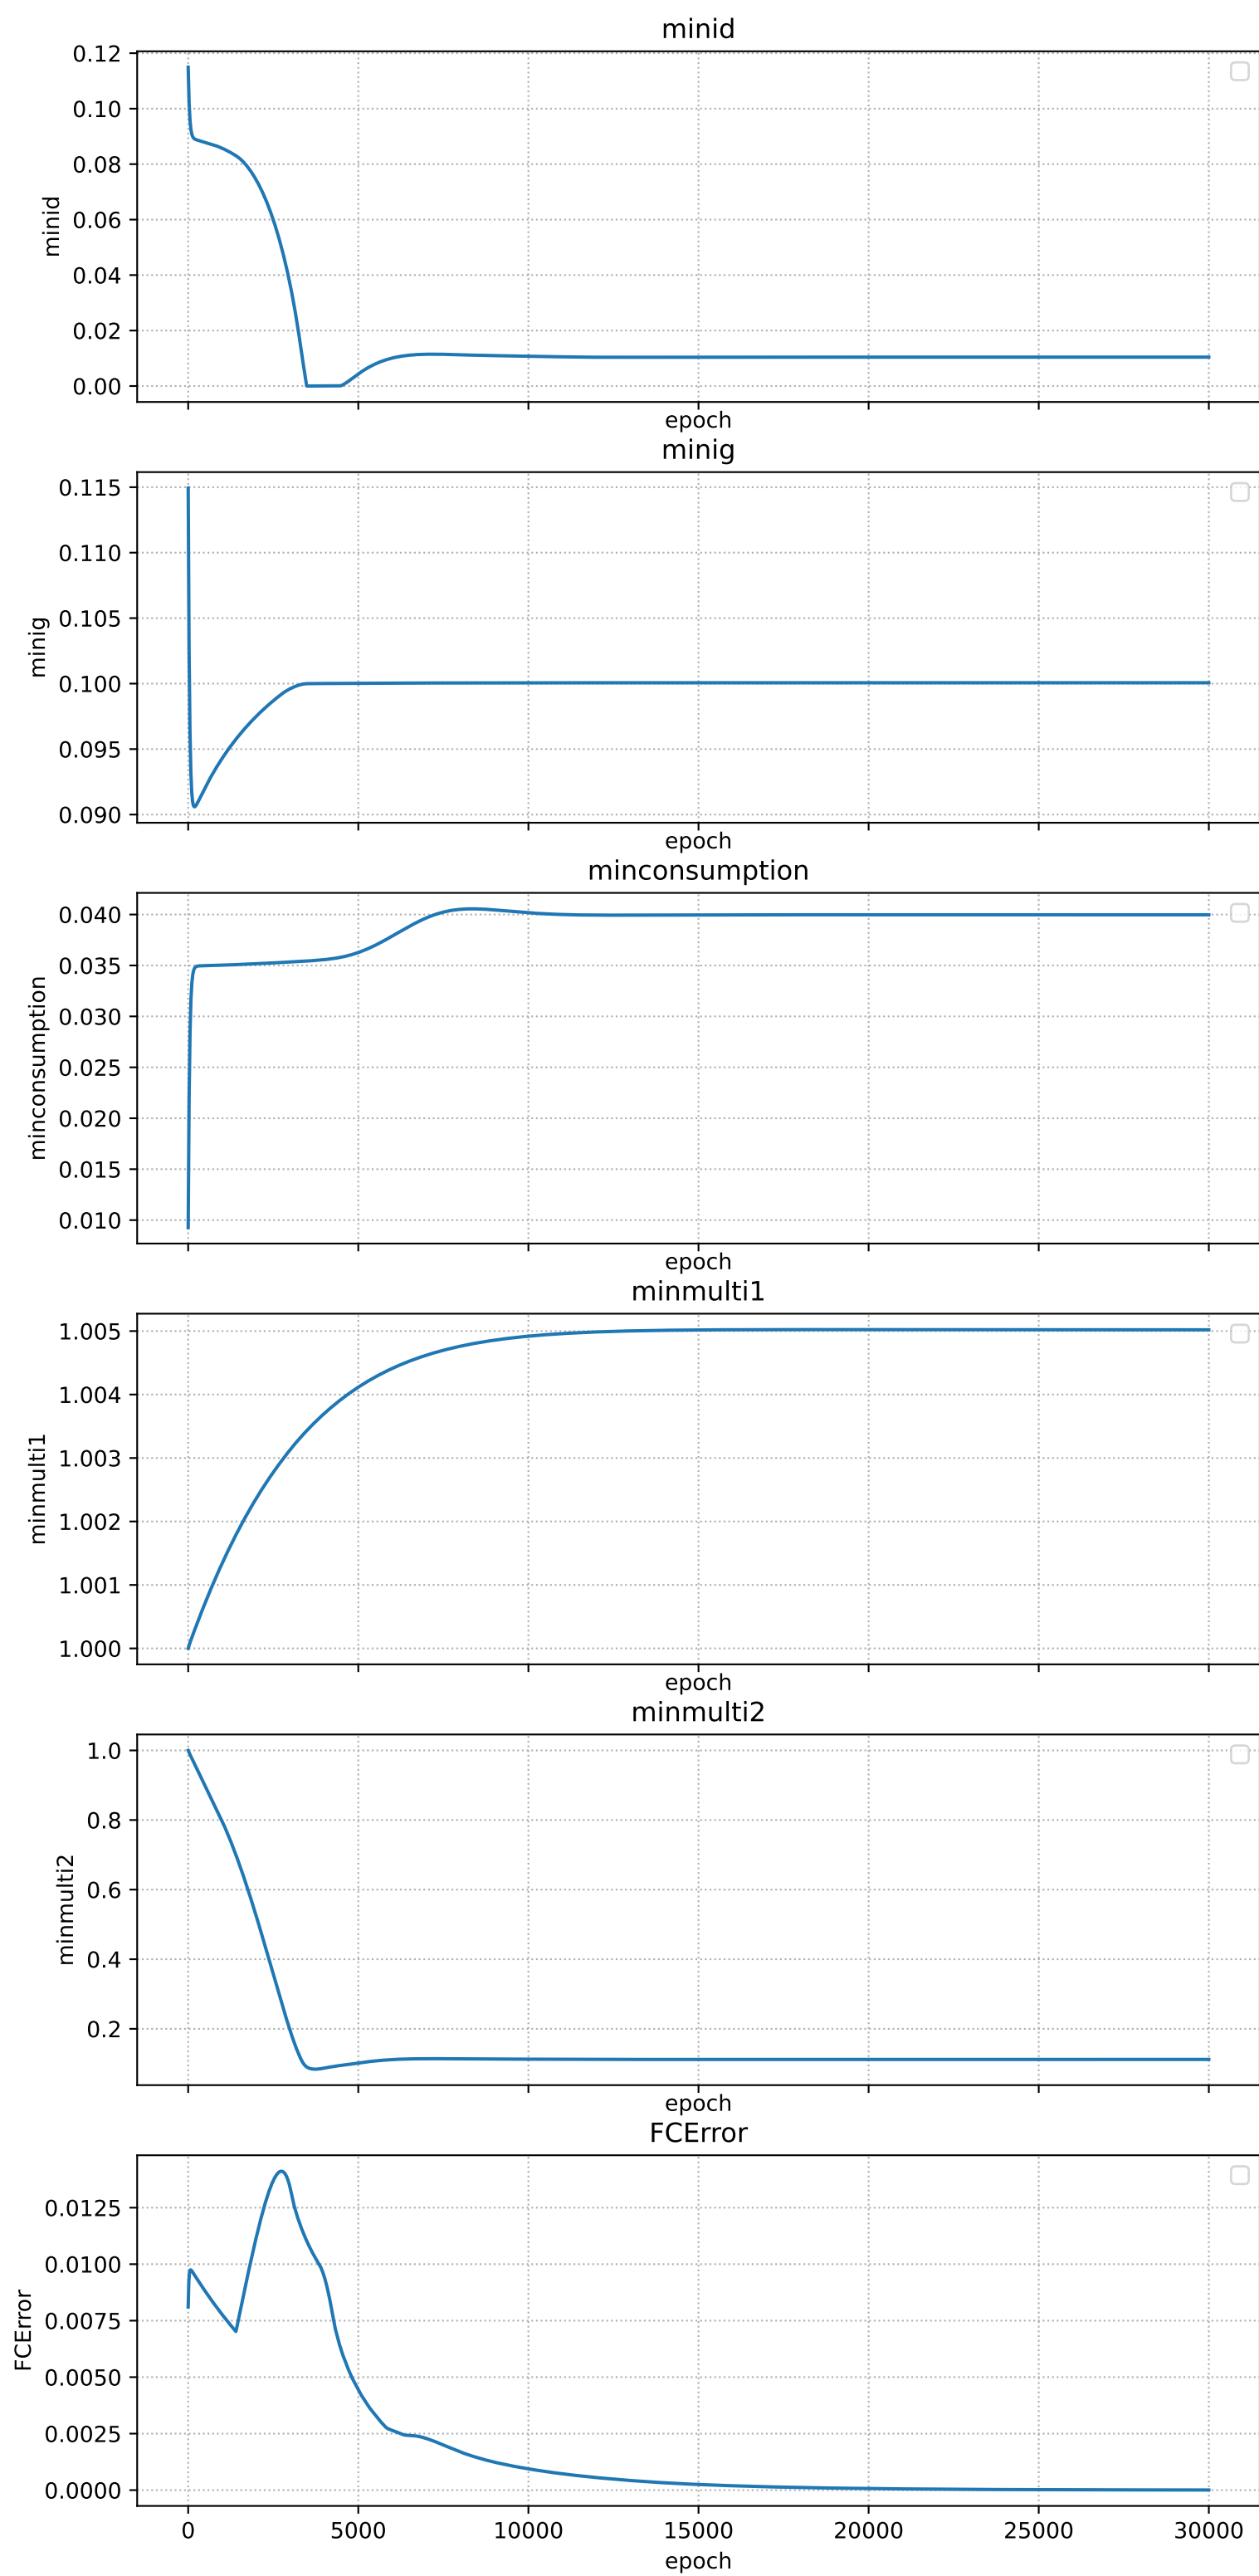 minid
0.12
0.10
0.08
0.06
0.04
0.02
0.00
minid
epoch
minig
0.115
0.110
0.105
0.100
0.095
0.090
minig
epoch
minconsumption
0.040
0.035
0.030
0.025
0.020
0.015
0.010
minconsumption
epoch
minmulti1
1.005
1.004
1.003
1.002
1.001
1.000
minmulti1
epoch
minmulti2
1.0
0.8
0.6
0.4
0.2
minmulti2
epoch
FCError
0.0125
0.0100
0.0075
0.0050
0.0025
0.0000
FCError
0 5000 10000 15000 20000 25000 30000
epoch